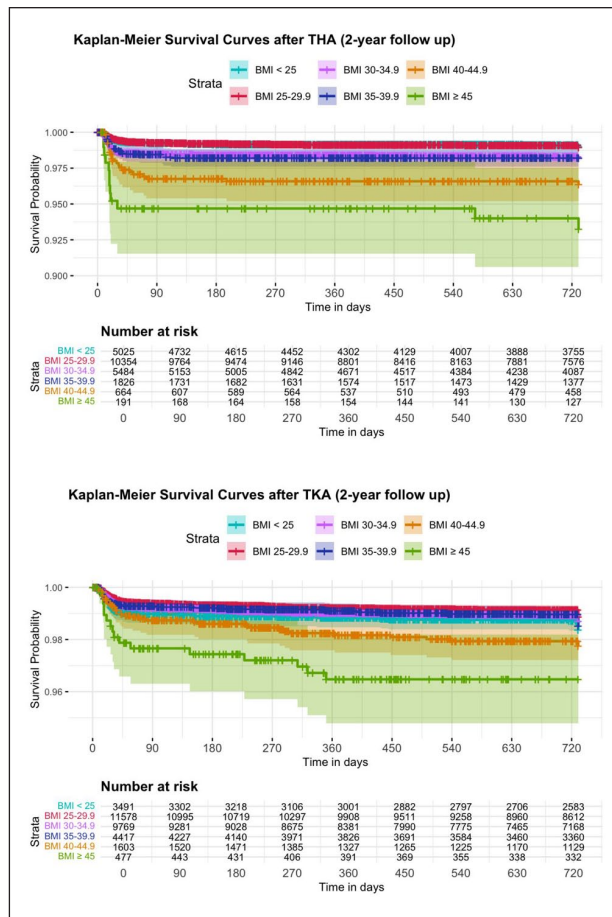 Kaplan-Meier Survival Curves after THA (2-year follow up)
Strata
BMI < 25 BMI 30-34.9 BMI 40-44.9
BMI 25-29.9 BMI 35-39.9 BMI ≥ 45
Survival Probability
1.000
0.975
0.950
0.925
0.900
0 90 180 270 360 450 540 630 720
Time in days
Number at risk
Strata
BMI < 25 5025 4732 4615 4452 4302 4129 4007 3888 3755
BMI 25-29.9 10354 9764 9474 9146 8801 8416 8163 7881 7576
BMI 30-34.9 5484 5153 5005 4842 4671 4517 4384 4238 4087
BMI 35-39.9 1826 1731 1682 1631 1574 1517 1473 1429 1377
BMI 40-44.9 664 607 589 564 537 510 493 479 458
BMI ≥ 45 191 168 164 158 154 144 141 130 127
0 90 180 270 360 450 540 630 720
Time in days
Kaplan-Meier Survival Curves after TKA (2-year follow up)
Strata
BMI < 25 BMI 30-34.9 BMI 40-44.9
BMI 25-29.9 BMI 35-39.9 BMI ≥ 45
Survival Probability
1.00
0.98
0.96
0 90 180 270 360 450 540 630 720
Time in days
Number at risk
Strata
BMI < 25 3491 3302 3218 3106 3001 2882 2797 2706 2583
BMI 25-29.9 11578 10995 10719 10297 9908 9511 9258 8960 8612
BMI 30-34.9 9769 9281 9028 8675 8381 7990 7775 7465 7168
BMI 35-39.9 4417 4227 4140 3971 3826 3691 3584 3460 3360
BMI 40-44.9 1603 1520 1471 1385 1327 1265 1225 1170 1129
BMI ≥ 45 477 443 431 406 391 369 355 338 332
0 90 180 270 360 450 540 630 720
Time in days